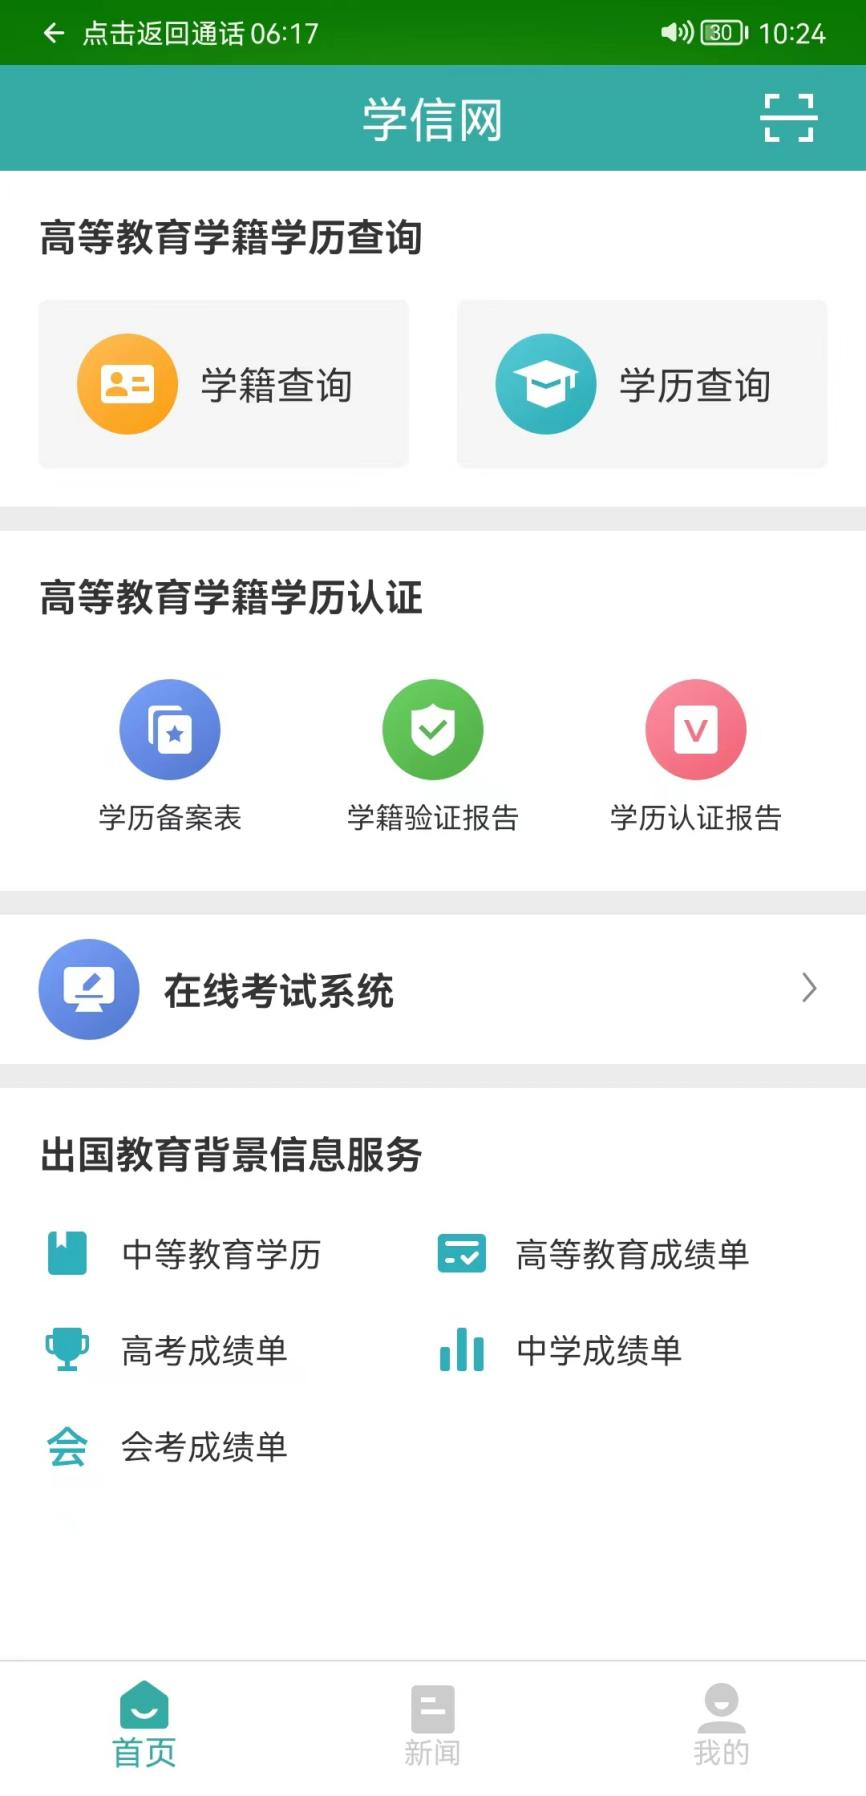 点击返回通话 06:17 30 10:24
学信网
高等教育学籍学历查询
学籍查询 学历查询
高等教育学籍学历认证
学历备案表 学籍验证报告 学历认证报告
在线考试系统
出国教育背景信息服务
中等教育学历 高等教育成绩单
高考成绩单 中学成绩单
会 会考成绩单
首页 新闻 我的